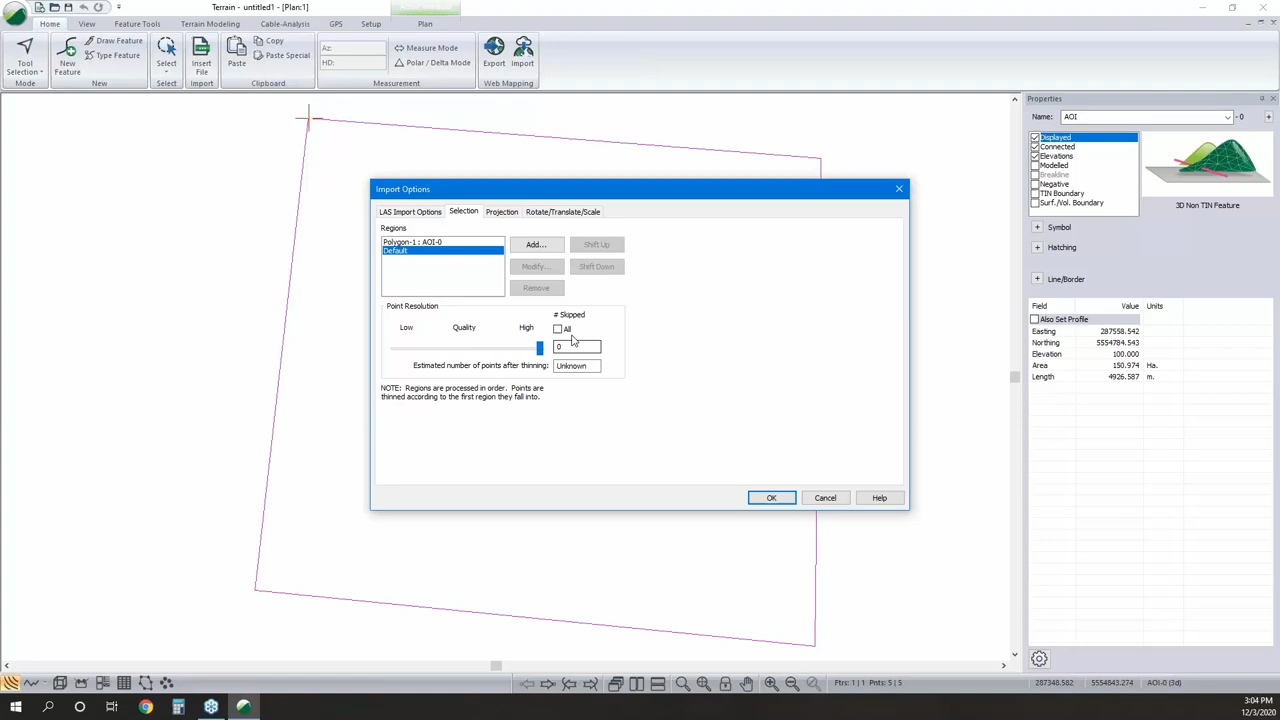 Terrain - untitled1 - [Plan:1]
Home
View
Feature Tools
Terrain Modeling
Cable-Analysis
GPS
Setup
Plan
Tool Selection
Mode
New Feature
Draw Feature
Type Feature
New
Select
Select
Insert File
Import
Paste
Copy
Paste Special
Clipboard
Az:
HD:
Measure Mode
Polar / Delta Mode
Measurement
Export
Import
Web Mapping
Import Options
LAS Import Options
Selection
Projection
Rotate/Translate/Scale
Regions
Polygon-1 : AOI-0
Default
Add...
Shift Up
Modify...
Shift Down
Remove
Point Resolution
# Skipped
Low
Quality
High
All
0
Estimated number of points after thinning:
Unknown
NOTE: Regions are processed in order. Points are
thinned according to the first region they fall into.
OK
Cancel
Help
Properties
Name:
AOI
- 0
Displayed
Connected
Elevations
Modelled
Breakline
Negative
TIN Boundary
Surf./Vol. Boundary
3D Non TIN Feature
Symbol
Hatching
Line/Border
Field Value Units
Also Set Profile
Easting 287558.542
Northing 5554784.543
Elevation 100.000
Area 150.974 Ha.
Length 4926.587 m.
Ftrs: 1 | 1 Pnts: 5 | 5
287348.582
5554843.274
AOI-0 (3d)
3:04 PM
12/3/2020